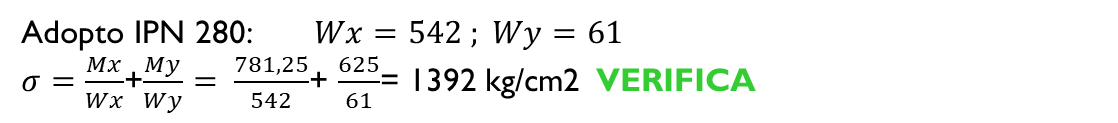 Adopto IPN 280: Wx = 542 ; Wy = 61
σ = Mx/Wx + My/Wy = 781,25/542 + 625/61 = 1392 kg/cm2 VERIFICA